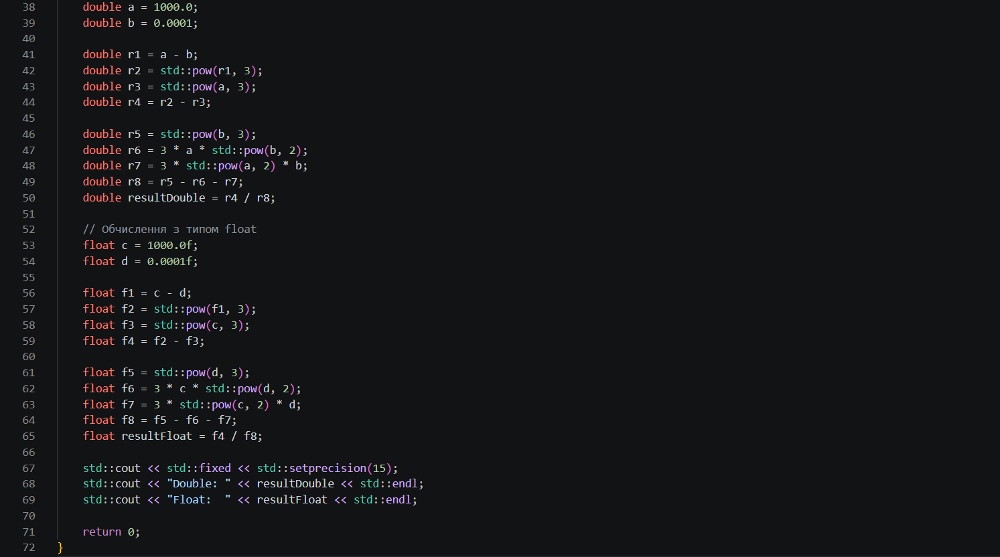 38 double a = 1000.0;
39 double b = 0.0001;
40
41 double r1 = a - b;
42 double r2 = std::pow(r1, 3);
43 double r3 = std::pow(a, 3);
44 double r4 = r2 - r3;
45
46 double r5 = std::pow(b, 3);
47 double r6 = 3 * a * std::pow(b, 2);
48 double r7 = 3 * std::pow(a, 2) * b;
49 double r8 = r5 - r6 - r7;
50 double resultDouble = r4 / r8;
51
52 // Обчислення з типом float
53 float c = 1000.0f;
54 float d = 0.0001f;
55
56 float f1 = c - d;
57 float f2 = std::pow(f1, 3);
58 float f3 = std::pow(c, 3);
59 float f4 = f2 - f3;
60
61 float f5 = std::pow(d, 3);
62 float f6 = 3 * c * std::pow(d, 2);
63 float f7 = 3 * std::pow(c, 2) * d;
64 float f8 = f5 - f6 - f7;
65 float resultFloat = f4 / f8;
66
67 std::cout << std::fixed << std::setprecision(15);
68 std::cout << "Double: " << resultDouble << std::endl;
69 std::cout << "Float:  " << resultFloat << std::endl;
70
71 return 0;
72 }